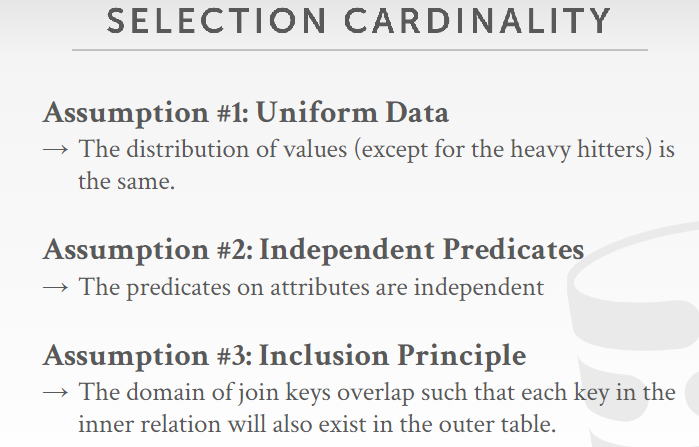 SELECTION CARDINALITY
Assumption #1: Uniform Data
→ The distribution of values (except for the heavy hitters) is
the same.
Assumption #2: Independent Predicates
→ The predicates on attributes are independent
Assumption #3: Inclusion Principle
→ The domain of join keys overlap such that each key in the
inner relation will also exist in the outer table.